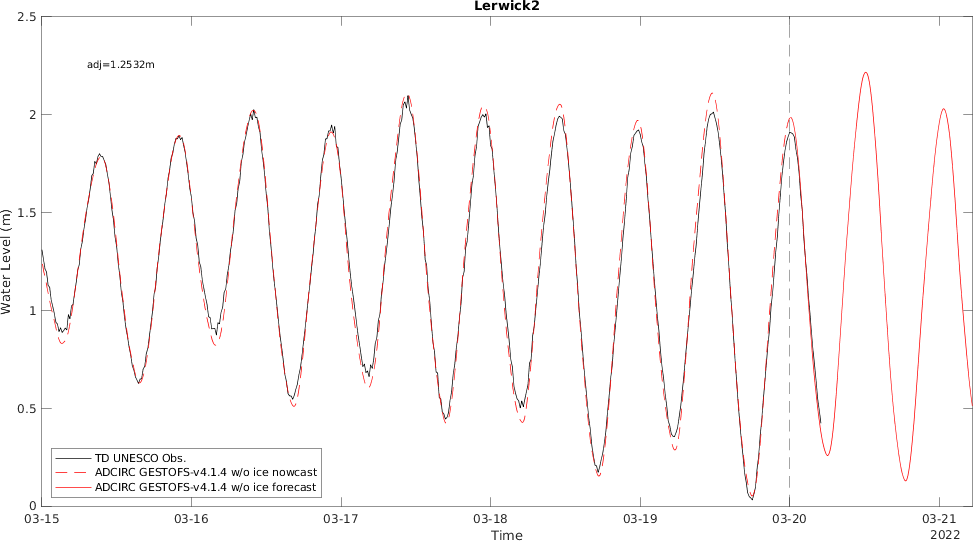 Lerwick2
adj=1.2532m
2.5
2
1.5
1
0.5
0
Water Level (m)
TD UNESCO Obs.
ADCIRC GESTOFS-v4.1.4 w/o ice nowcast
ADCIRC GESTOFS-v4.1.4 w/o ice forecast
03-15 03-16 03-17 03-18 03-19 03-20 03-21
Time
2022